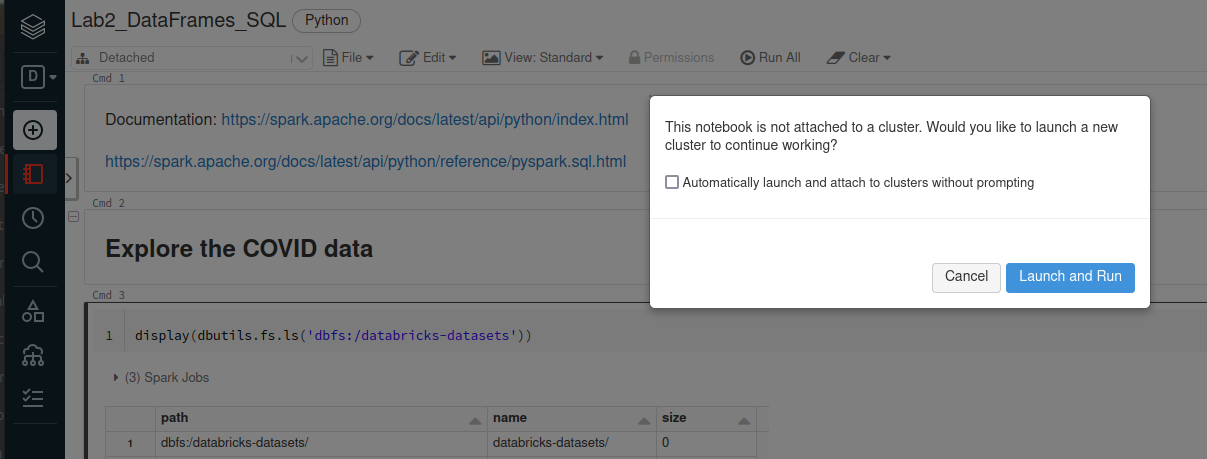 Lab2_DataFrames_SQL Python
Detached File Edit View: Standard Permissions Run All Clear
D
Cmd 1
Documentation: https://spark.apache.org/docs/latest/api/python/index.html
https://spark.apache.org/docs/latest/api/python/reference/pyspark.sql.html
Cmd 2
Explore the COVID data
Cmd 3
1 display(dbutils.fs.ls('dbfs:/databricks-datasets'))
(3) Spark Jobs
path name size
1 dbfs:/databricks-datasets/ databricks-datasets/ 0
This notebook is not attached to a cluster. Would you like to launch a new
cluster to continue working?
Automatically launch and attach to clusters without prompting
Cancel Launch and Run